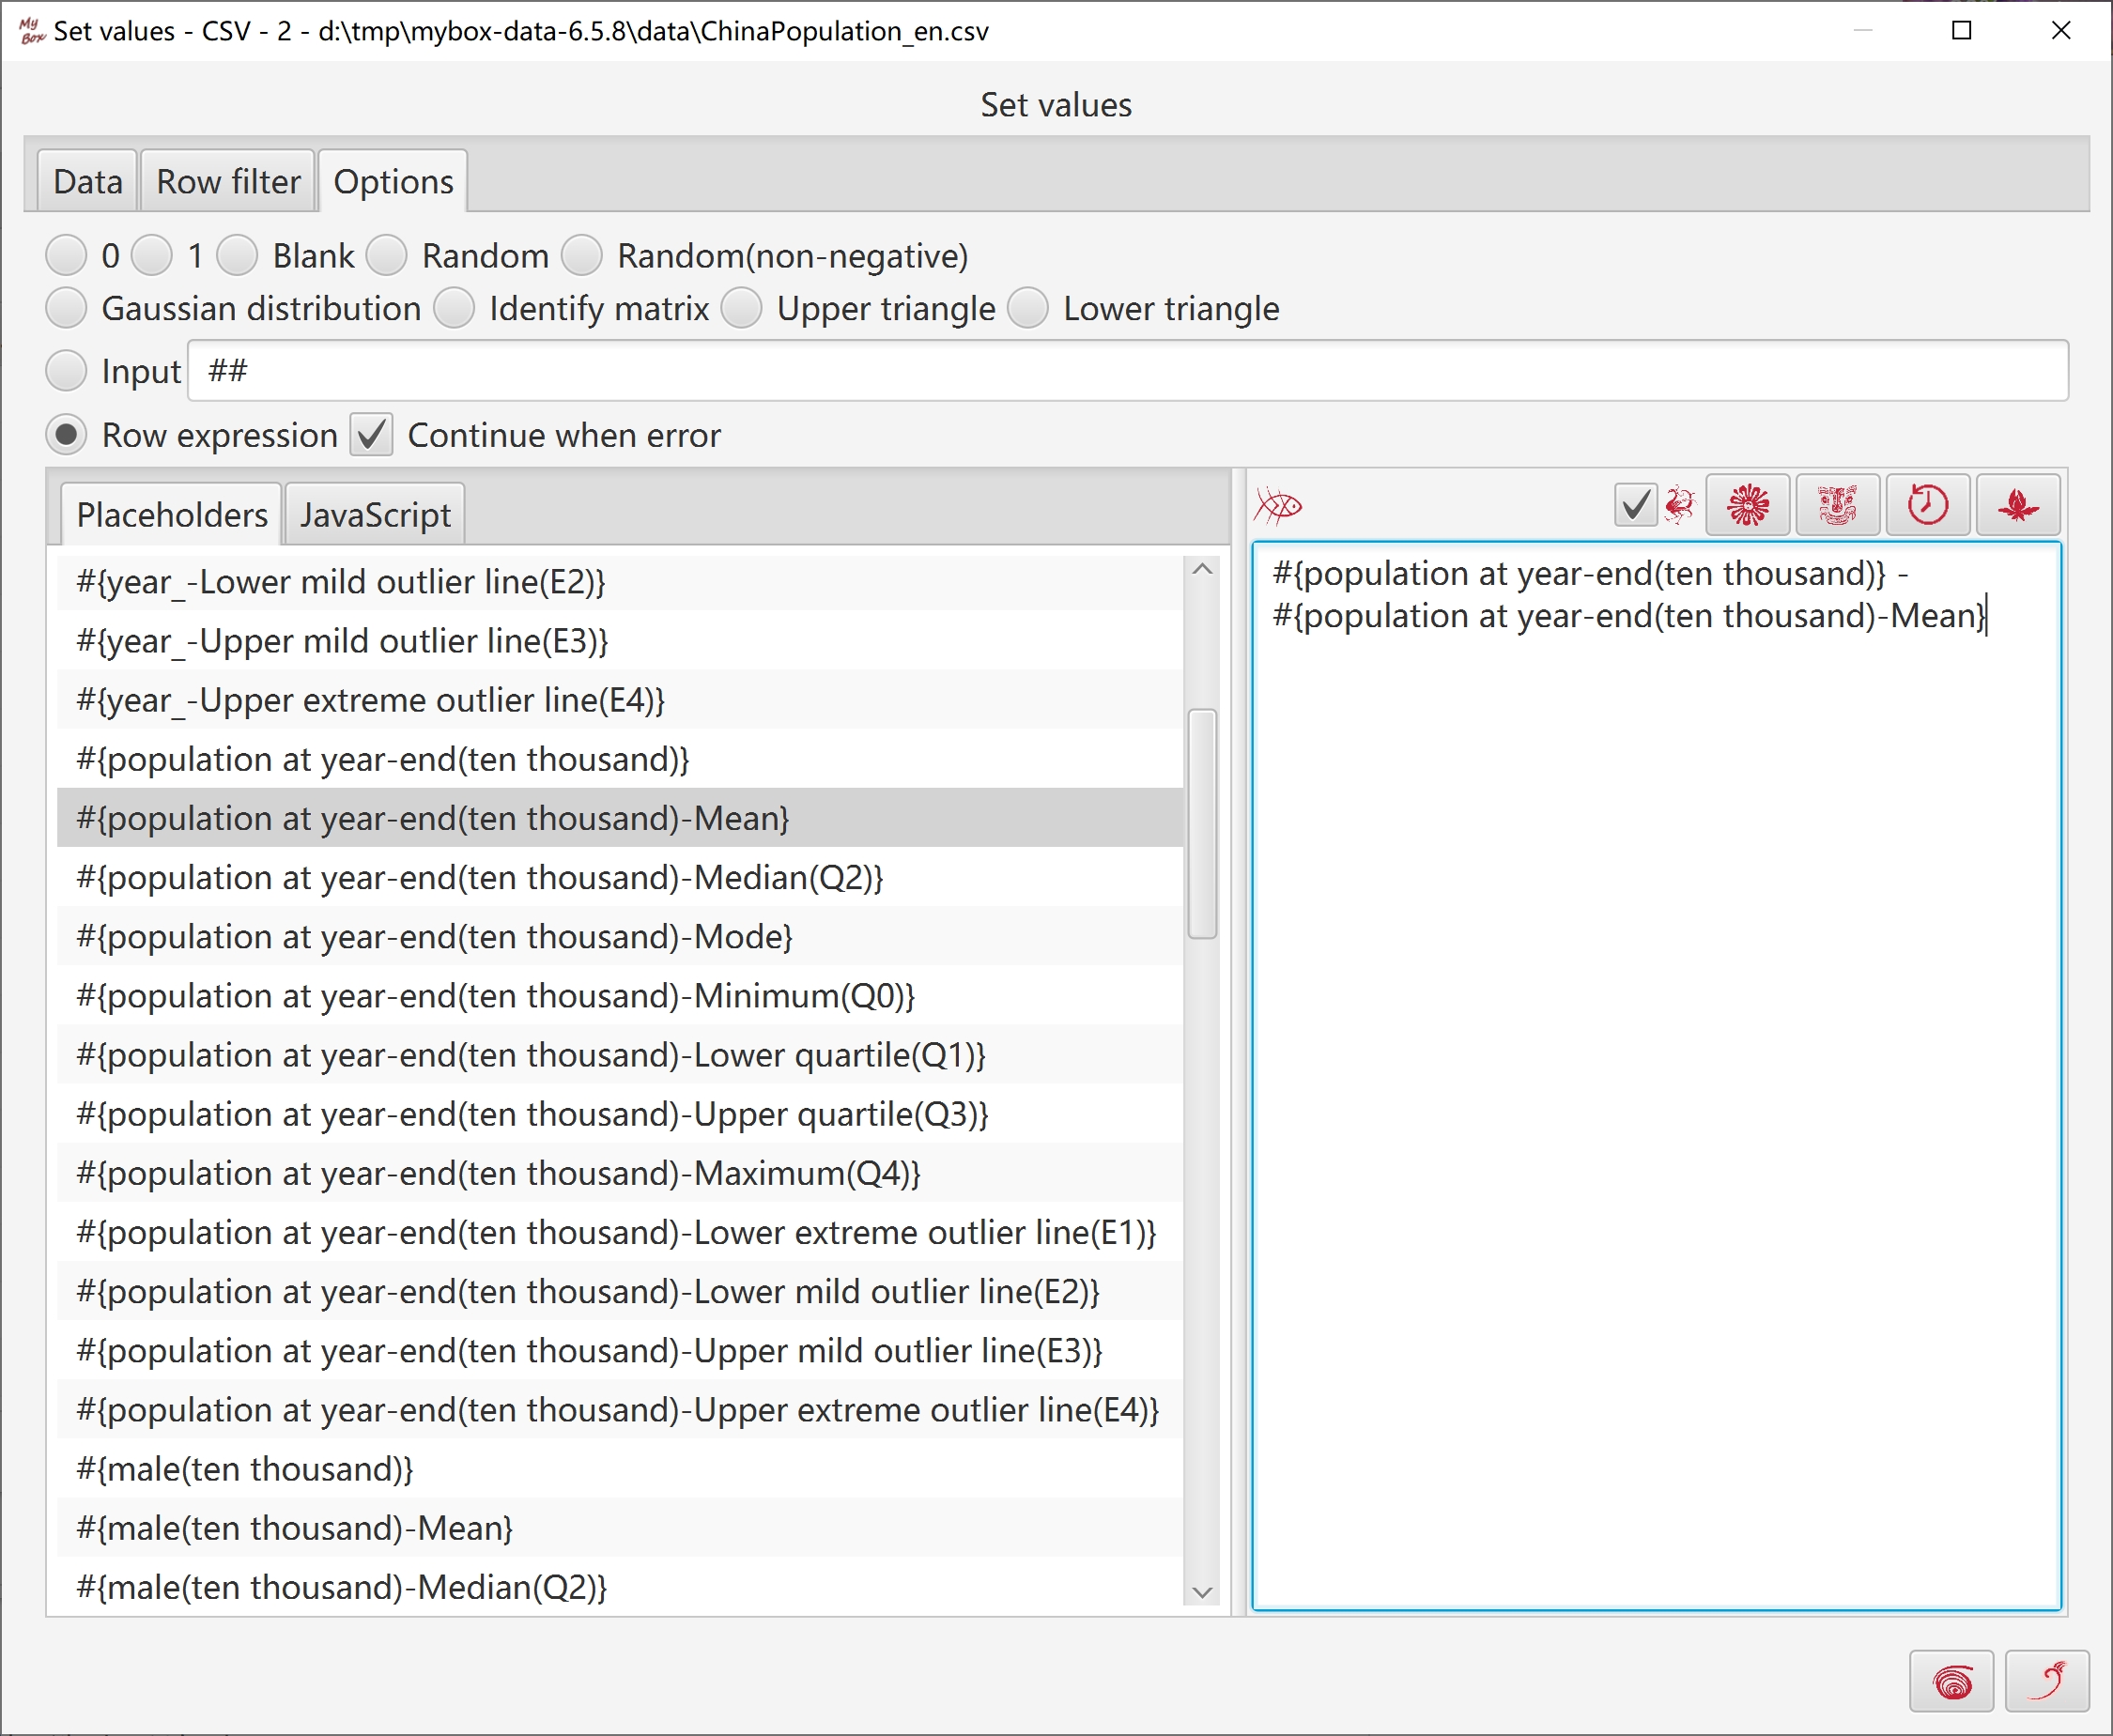 My Box Set values - CSV - 2 - d:\tmp\mybox-data-6.5.8\data\ChinaPopulation_en.csv
Set values
Data Row filter Options
0 1 Blank Random Random(non-negative)
Gaussian distribution Identify matrix Upper triangle Lower triangle
Input ##
Row expression Continue when error
Placeholders JavaScript
#{year_-Lower mild outlier line(E2)}
#{year_-Upper mild outlier line(E3)}
#{year_-Upper extreme outlier line(E4)}
#{population at year-end(ten thousand)}
#{population at year-end(ten thousand)-Mean}
#{population at year-end(ten thousand)-Median(Q2)}
#{population at year-end(ten thousand)-Mode}
#{population at year-end(ten thousand)-Minimum(Q0)}
#{population at year-end(ten thousand)-Lower quartile(Q1)}
#{population at year-end(ten thousand)-Upper quartile(Q3)}
#{population at year-end(ten thousand)-Maximum(Q4)}
#{population at year-end(ten thousand)-Lower extreme outlier line(E1)}
#{population at year-end(ten thousand)-Lower mild outlier line(E2)}
#{population at year-end(ten thousand)-Upper mild outlier line(E3)}
#{population at year-end(ten thousand)-Upper extreme outlier line(E4)}
#{male(ten thousand)}
#{male(ten thousand)-Mean}
#{male(ten thousand)-Median(Q2)}
#{population at year-end(ten thousand)} -
#{population at year-end(ten thousand)-Mean}